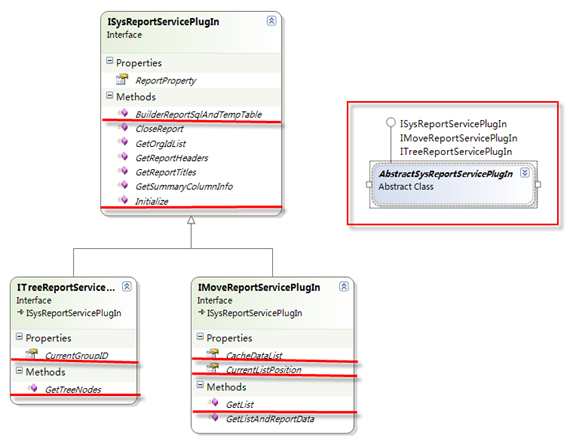 ISysReportServicePlugIn
Interface
Properties
ReportProperty
Methods
BuilderReportSqlAndTempTable
CloseReport
GetOrgIdList
GetReportHeaders
GetReportTitles
GetSummaryColumnInfo
Initialize
ISysReportServicePlugIn
IMoveReportServicePlugIn
ITreeReportServicePlugIn
AbstractSysReportServicePlugIn
Abstract Class
ITreeReportService...
Interface
ISysReportServicePlugIn
Properties
CurrentGroupID
Methods
GetTreeNodes
IMoveReportServicePlugIn
Interface
ISysReportServicePlugIn
Properties
CacheDataList
CurrentListPosition
Methods
GetList
GetListAndReportData